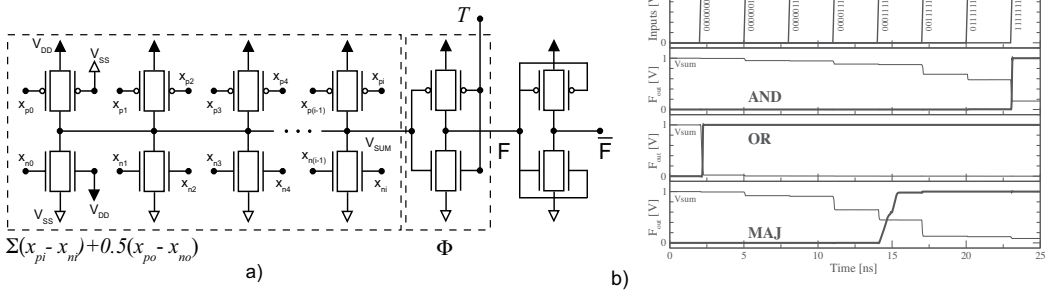 T
V_DD
V_SS
x_p0
x_p1
x_p2
x_p3
x_p4
x_p(i-1)
x_pi
V_SUM
F
F̅
x_n0
x_n1
x_n2
x_n3
x_n4
x_n(i-1)
x_ni
V_SS
V_DD
Σ(x_pi - x_ni)+0.5(x_po - x_no)
Φ
a)
Inputs [V]
0
1
Vsum
AND
F_out [V]
0
1
Vsum
OR
F_out [V]
0
1
Vsum
MAJ
F_out [V]
0
0 5 10 15 20 25
Time [ns]
b)